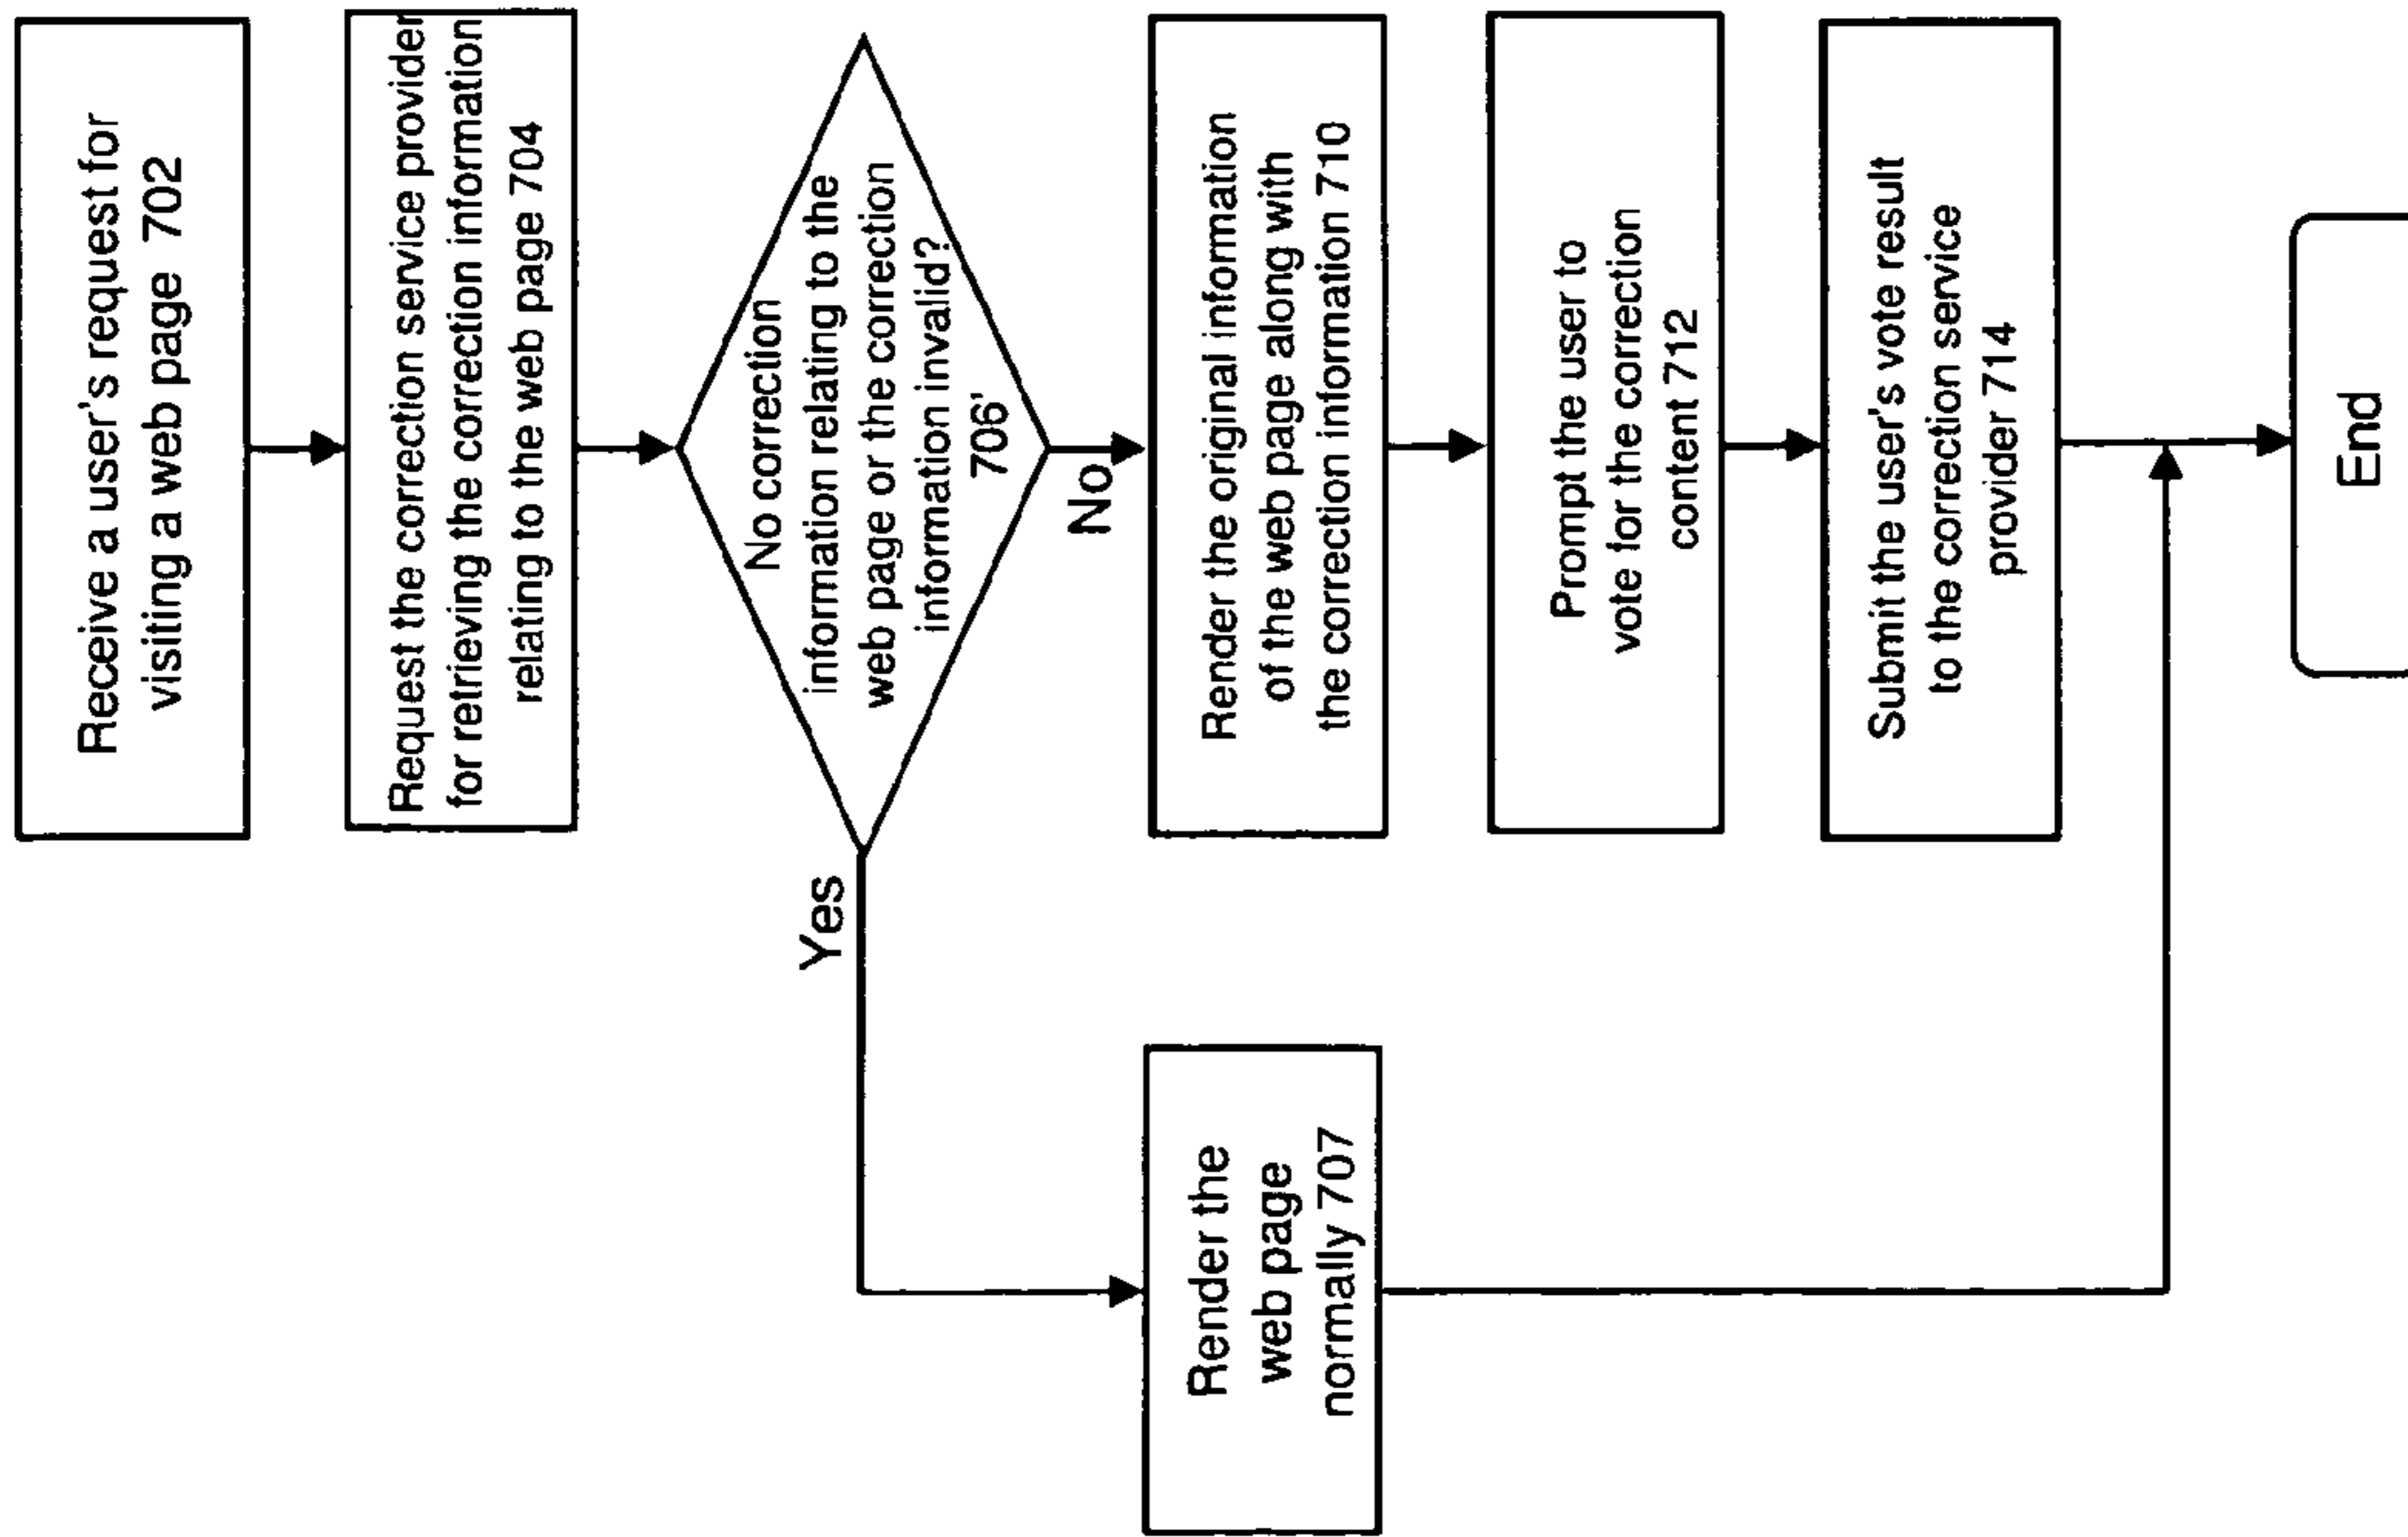 Receive a user's request for
visiting a web page 702
Request the correction service provider
for retrieving the correction information
relating to the web page 704
No correction
information relating to the
web page or the correction
information invalid?
706'
Yes
No
Render the
web page
normally 707
Render the original information
of the web page along with
the correction information 710
Prompt the user to
vote for the correction
content 712
Submit the user's vote result
to the correction service
provider 714
End